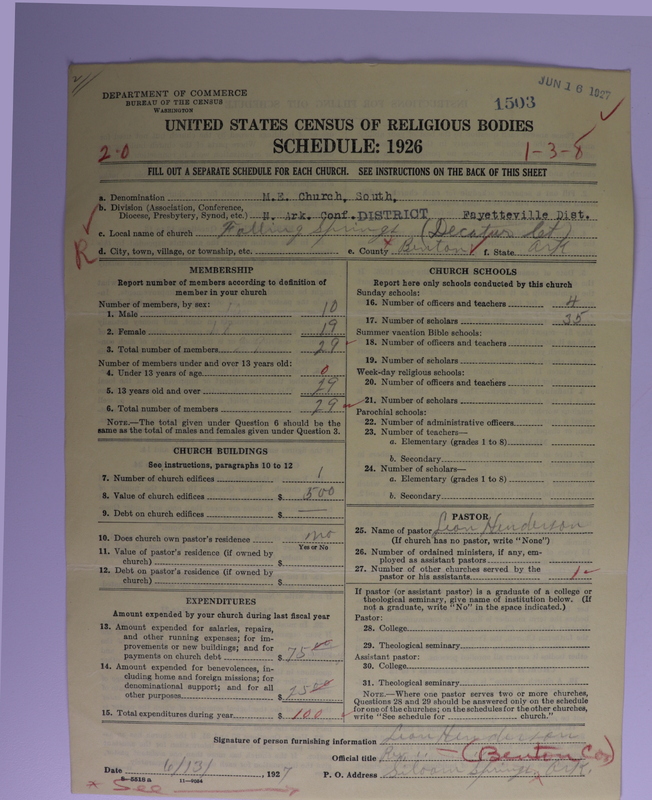 2
JUN 16 1927
DEPARTMENT OF COMMERCE
BUREAU OF THE CENSUS
WASHINGTON
1503
UNITED STATES CENSUS OF RELIGIOUS BODIES
SCHEDULE: 1926
2-0
1-3-8
FILL OUT A SEPARATE SCHEDULE FOR EACH CHURCH. SEE INSTRUCTIONS ON THE BACK OF THIS SHEET
a. Denomination M.E. Church, South,
b. Division (Association, Conference,
Diocese, Presbytery, Synod, etc.) N. Ark. Conf. DISTRICT Fayetteville Dist.
c. Local name of church Falling Springs (Decatur Ct)
R
d. City, town, village, or township, etc. e. County Benton f. State Ark
MEMBERSHIP
Report number of members according to definition of
member in your church
Number of members, by sex:
1. Male 10
2. Female 19
3. Total number of members 29
Number of members under and over 13 years old:
4. Under 13 years of age 0
5. 13 years old and over 29
6. Total number of members 29
NOTE.—The total given under Question 6 should be the
same as the total of males and females given under Question 3.
CHURCH BUILDINGS
See instructions, paragraphs 10 to 12
7. Number of church edifices 1
8. Value of church edifices $ 500
9. Debt on church edifices $ —
10. Does church own pastor's residence no
Yes or No
11. Value of pastor's residence (if owned by
church) $
12. Debt on pastor's residence (if owned by
church) $
EXPENDITURES
Amount expended by your church during last fiscal year
13. Amount expended for salaries, repairs,
and other running expenses; for im-
provements or new buildings; and for
payments on church debt $ 75 00
14. Amount expended for benevolences, in-
cluding home and foreign missions; for
denominational support; and for all
other purposes $ 25 00
15. Total expenditures during year $ 100
CHURCH SCHOOLS
Report here only schools conducted by this church
Sunday schools:
16. Number of officers and teachers 4
17. Number of scholars 35
Summer vacation Bible schools:
18. Number of officers and teachers
19. Number of scholars
Week-day religious schools:
20. Number of officers and teachers
21. Number of scholars
Parochial schools:
22. Number of administrative officers
23. Number of teachers—
a. Elementary (grades 1 to 8)
b. Secondary
24. Number of scholars—
a. Elementary (grades 1 to 8)
b. Secondary
PASTOR
25. Name of pastor Leon Henderson
(If church has no pastor, write "None")
26. Number of ordained ministers, if any, em-
ployed as assistant pastors
27. Number of other churches served by the
pastor or his assistants 1-
If pastor (or assistant pastor) is a graduate of a college or
theological seminary, give name of institution below. (If
not a graduate, write "No" in the space indicated.)
Pastor:
28. College
29. Theological seminary
Assistant pastor:
30. College
31. Theological seminary
NOTE.—Where one pastor serves two or more churches,
Questions 28 and 29 should be answered only on the schedule
for one of the churches; on the schedules for the other churches,
write "See schedule for church."
Signature of person furnishing information Leon Henderson
Official title (Benton Co)
Date 6/13/, 1927 P. O. Address Siloam Springs, Ark.
8-5816 a 11-9064
* See